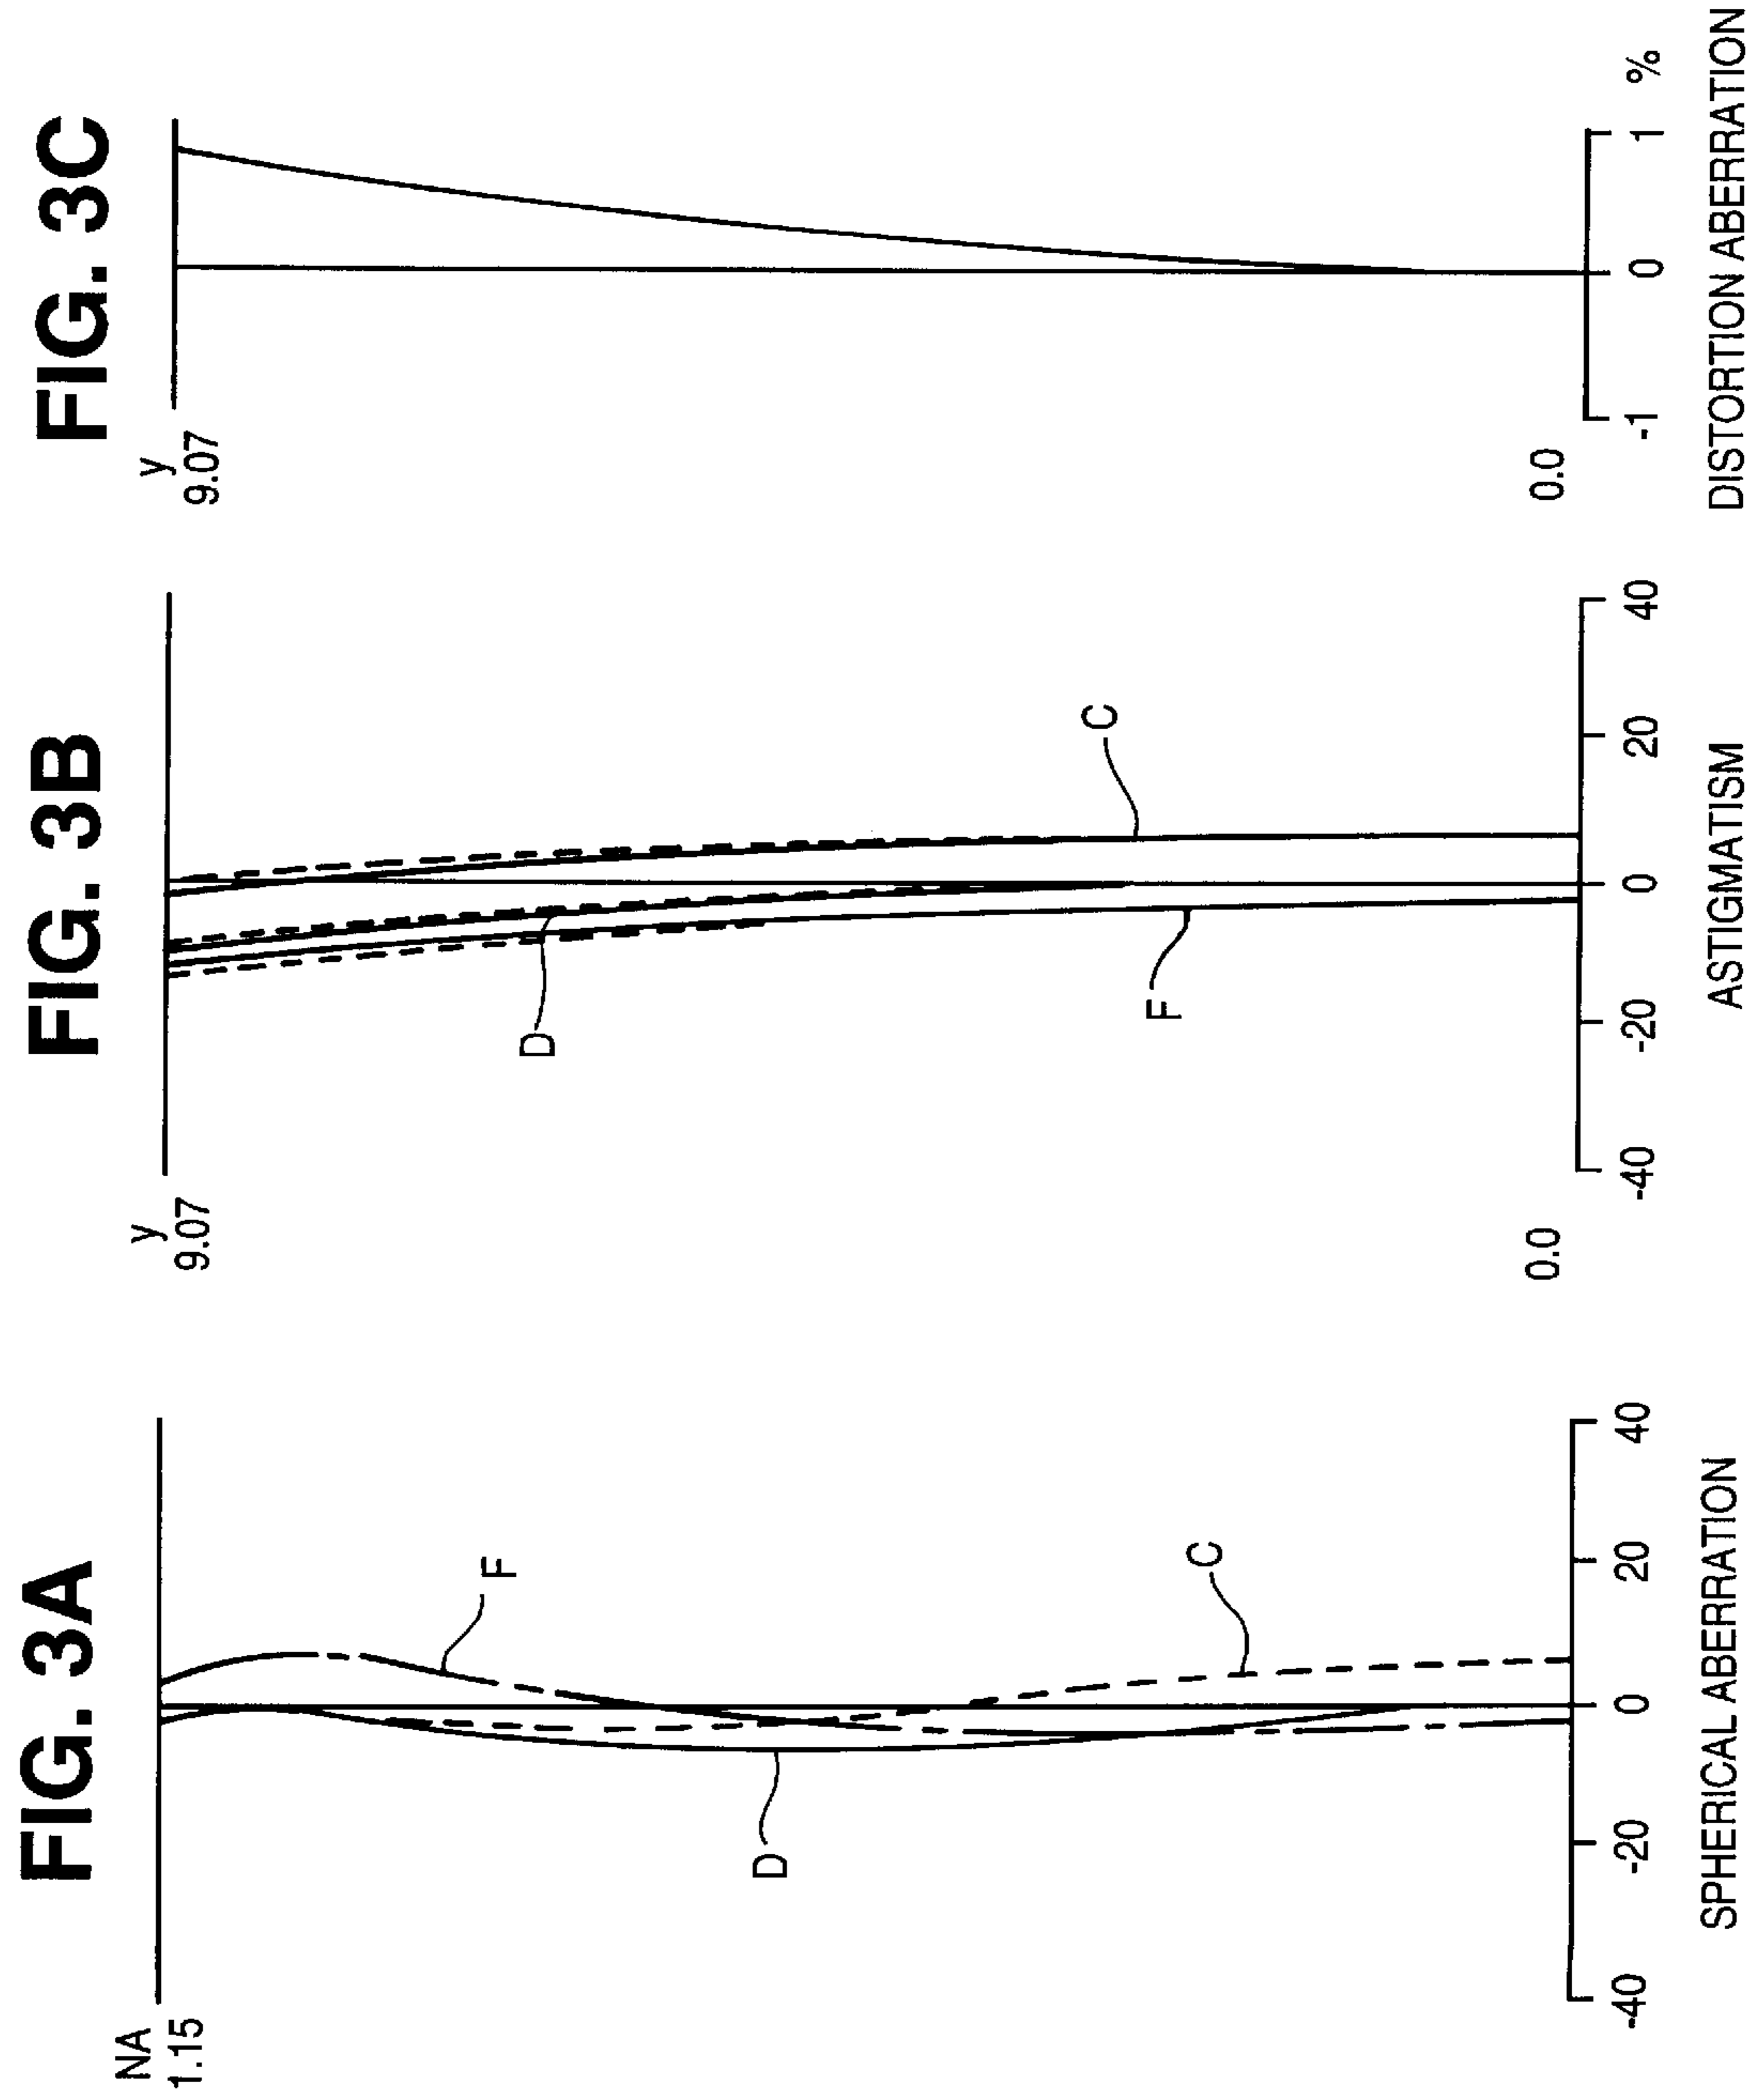 FIG. 3A
NA
1.15
F
C
D
-40
-20
0
20
40
SPHERICAL ABERRATION
FIG. 3B
y
9.07
C
D
F
0.0
-40
-20
0
20
40
ASTIGMATISM
FIG. 3C
y
9.07
0.0
-1
0
1
%
DISTORTION ABERRATION